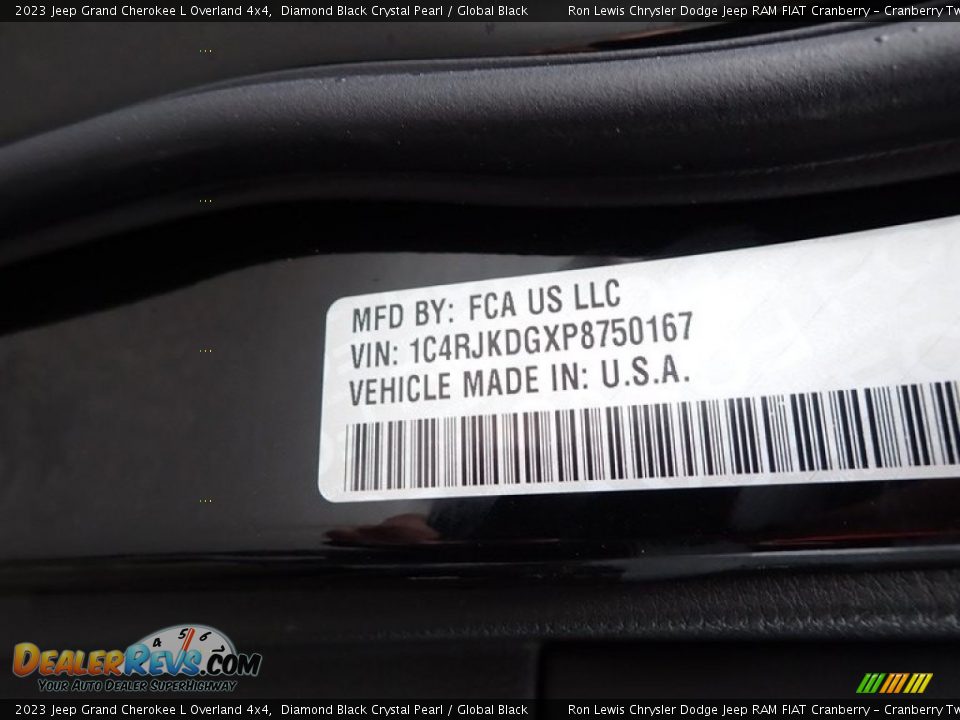 2023 Jeep Grand Cherokee L Overland 4x4, Diamond Black Crystal Pearl / Global Black Ron Lewis Chrysler Dodge Jeep RAM FIAT Cranberry – Cranberry Tw
MFD BY: FCA US LLC
VIN: 1C4RJKDGXP8750167
VEHICLE MADE IN: U.S.A.
4 5 6
DEALERREVS.COM
YOUR AUTO DEALER SUPERHIGHWAY
2023 Jeep Grand Cherokee L Overland 4x4, Diamond Black Crystal Pearl / Global Black Ron Lewis Chrysler Dodge Jeep RAM FIAT Cranberry – Cranberry Tw